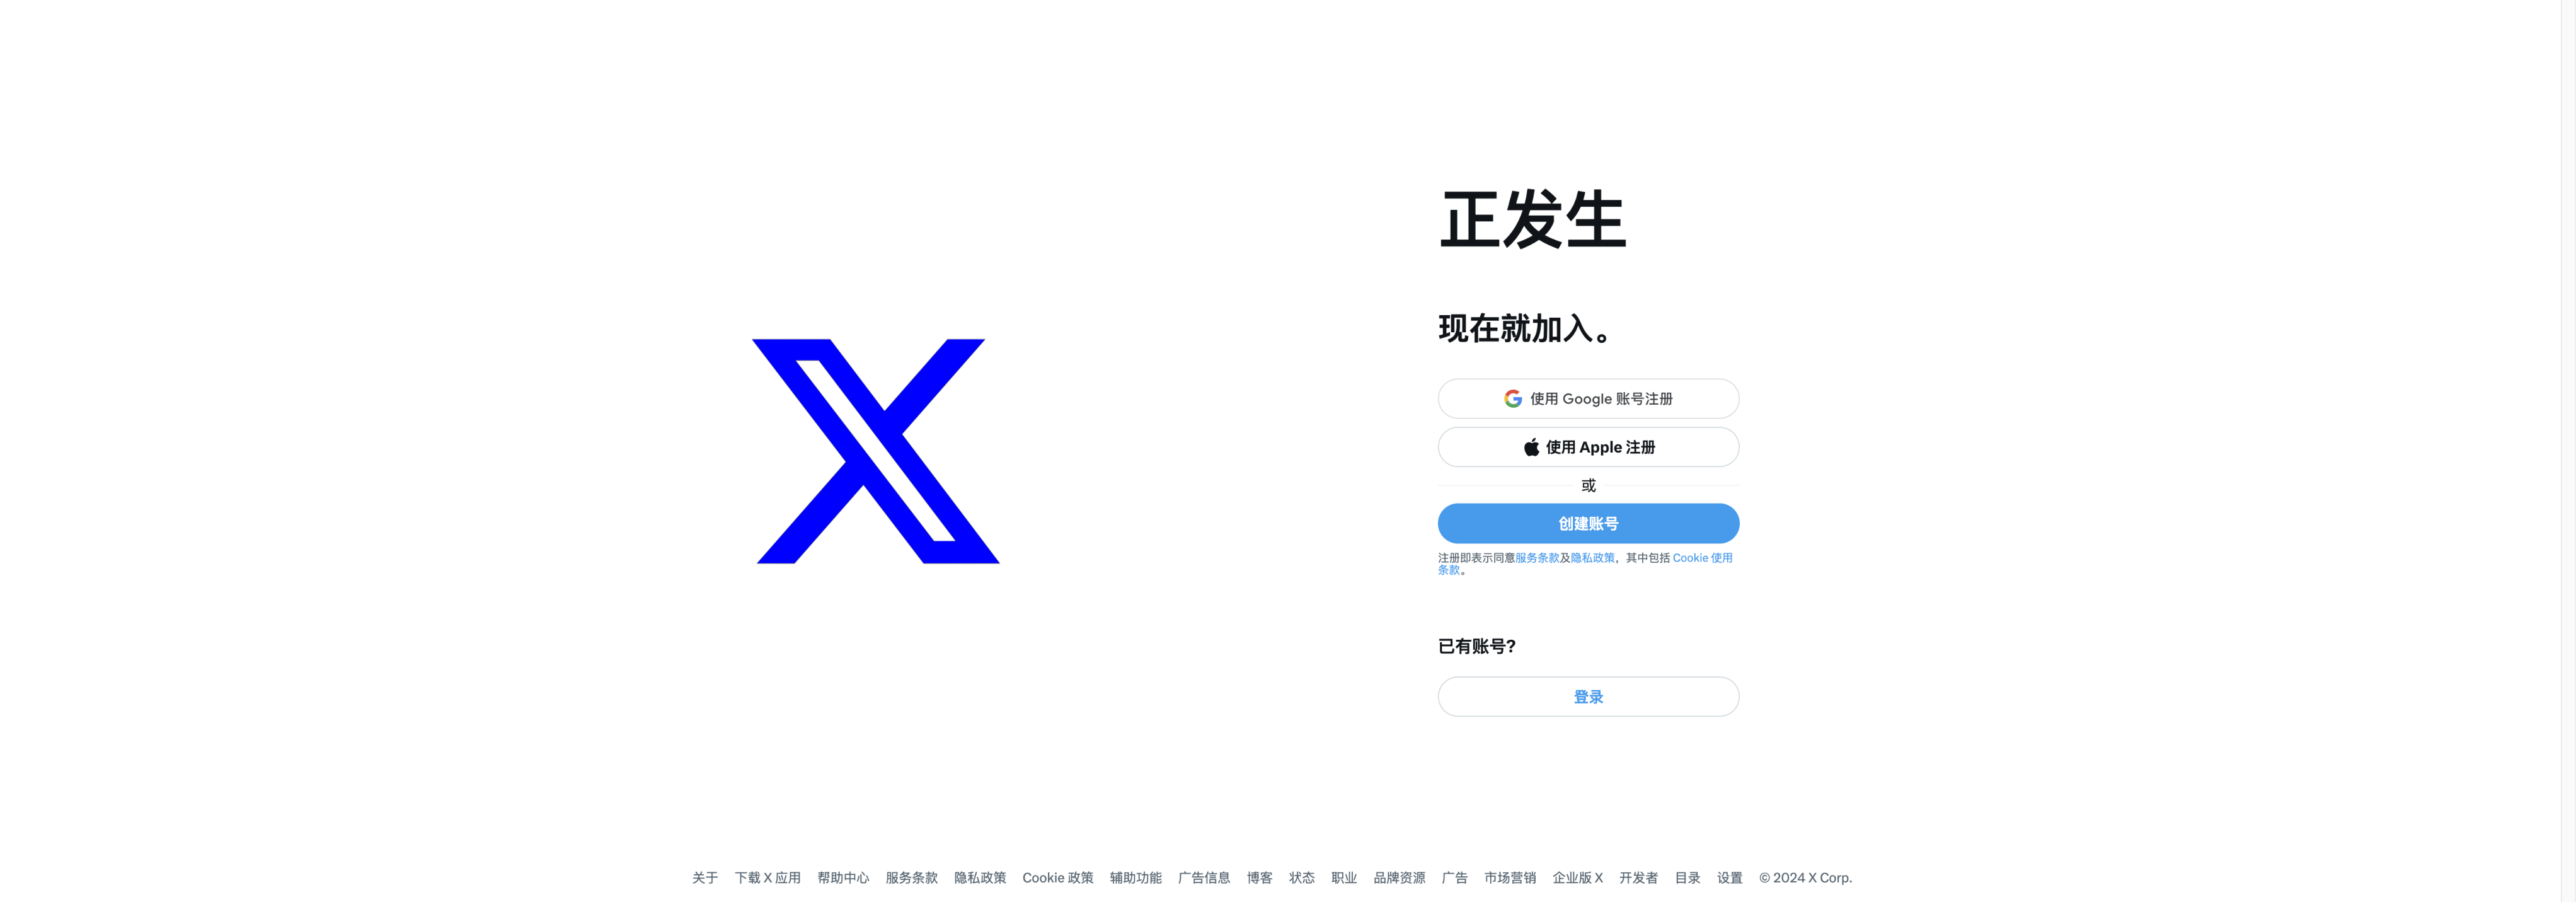 正发生
现在就加入。
使用 Google 账号注册
使用 Apple 注册
或
创建账号
注册即表示同意服务条款及隐私政策，其中包括 Cookie 使用
条款。
已有账号?
登录
关于 下载 X 应用 帮助中心 服务条款 隐私政策 Cookie 政策 辅助功能 广告信息 博客 状态 职业 品牌资源 广告 市场营销 企业版 X 开发者 目录 设置 © 2024 X Corp.